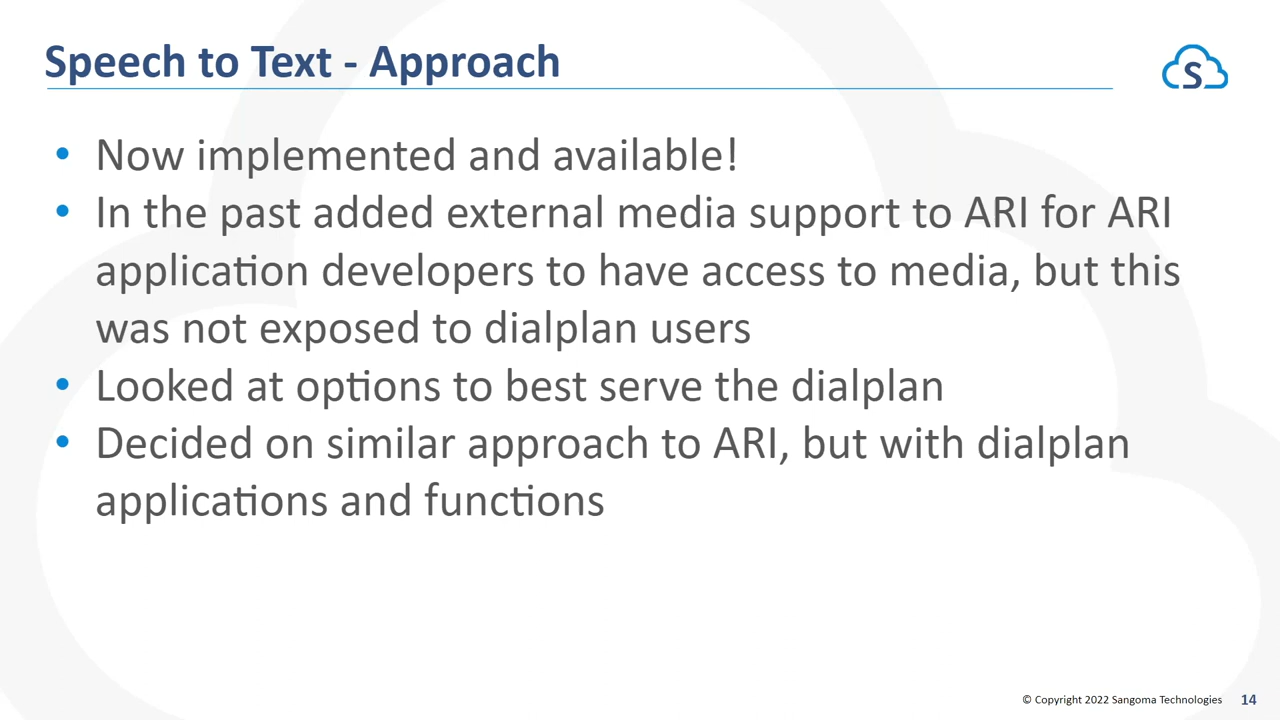 Speech to Text - Approach
S
• Now implemented and available!
• In the past added external media support to ARI for ARI
application developers to have access to media, but this
was not exposed to dialplan users
• Looked at options to best serve the dialplan
• Decided on similar approach to ARI, but with dialplan
applications and functions
© Copyright 2022 Sangoma Technologies 14